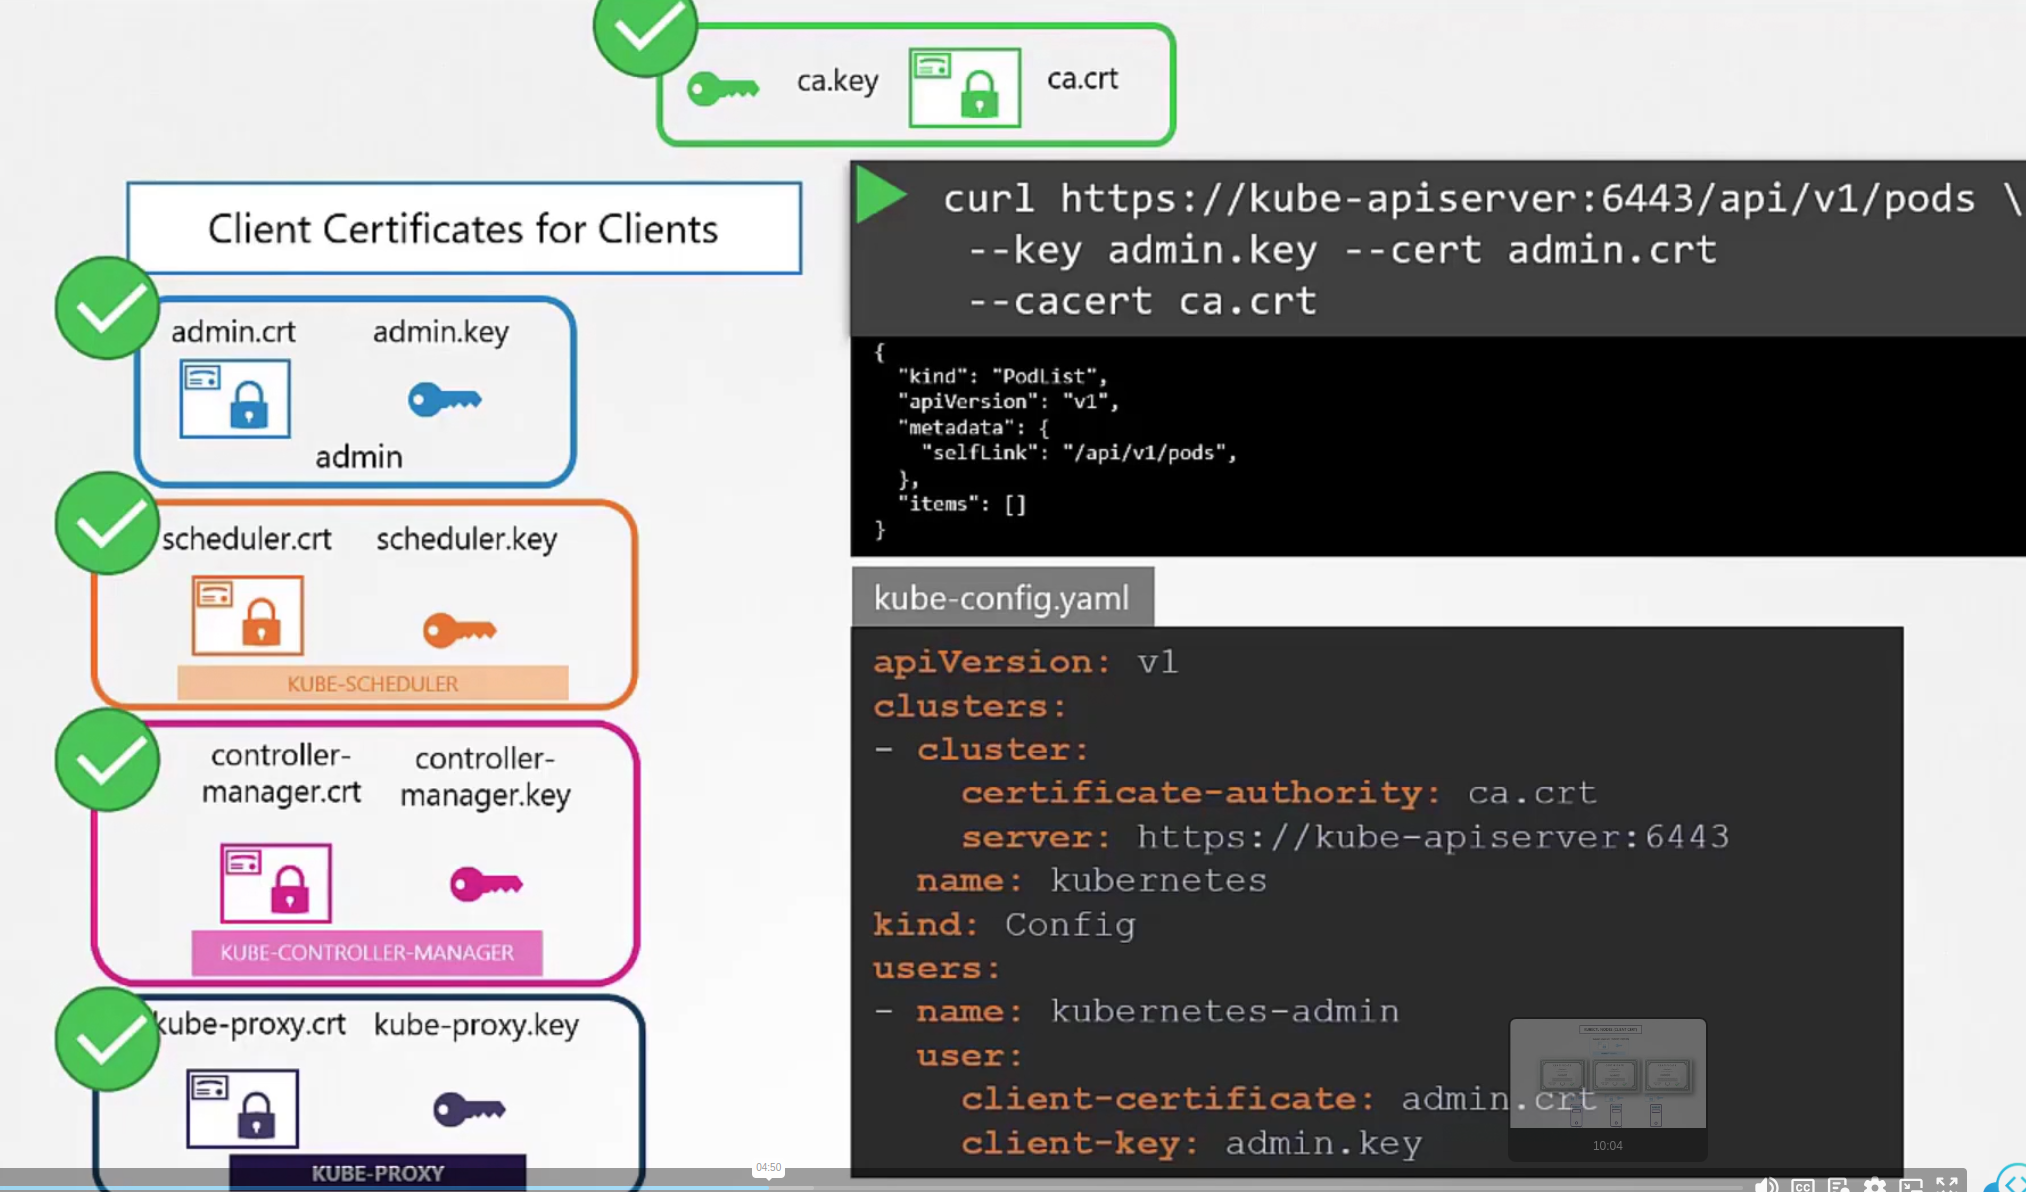 ca.key
ca.crt
Client Certificates for Clients
admin.crt
admin.key
admin
scheduler.crt
scheduler.key
KUBE-SCHEDULER
controller-
manager.crt
controller-
manager.key
KUBE-CONTROLLER-MANAGER
kube-proxy.crt
kube-proxy.key
KUBE-PROXY
curl https://kube-apiserver:6443/api/v1/pods \
--key admin.key --cert admin.crt
--cacert ca.crt
{
"kind": "PodList",
"apiVersion": "v1",
"metadata": {
"selfLink": "/api/v1/pods",
},
"items": []
}
kube-config.yaml
apiVersion: v1
clusters:
- cluster:
certificate-authority: ca.crt
server: https://kube-apiserver:6443
name: kubernetes
kind: Config
users:
- name: kubernetes-admin
user:
client-certificate: admin.crt
client-key: admin.key
10:04
04:50
CC